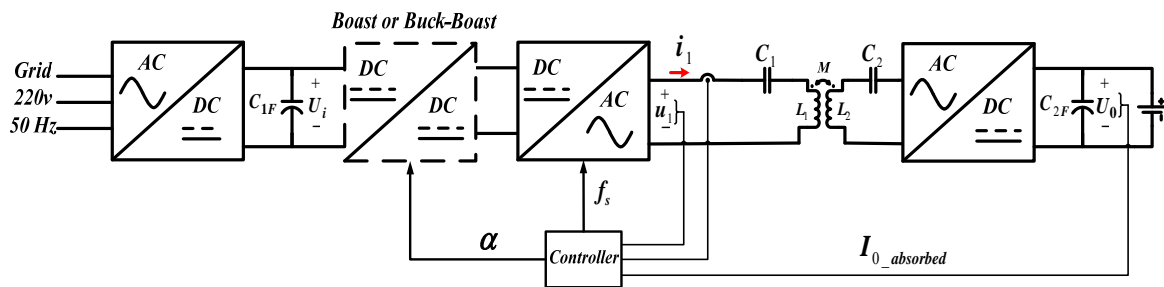 Boast or Buck-Boast
Grid
220v
50 Hz
AC
DC
C1F
+
Ui
−
DC
DC
DC
AC
i1
+
u1
−
C1
M
C2
L1
L2
AC
DC
C2F
+
U0
−
+
fs
α
Controller
I0_absorbed